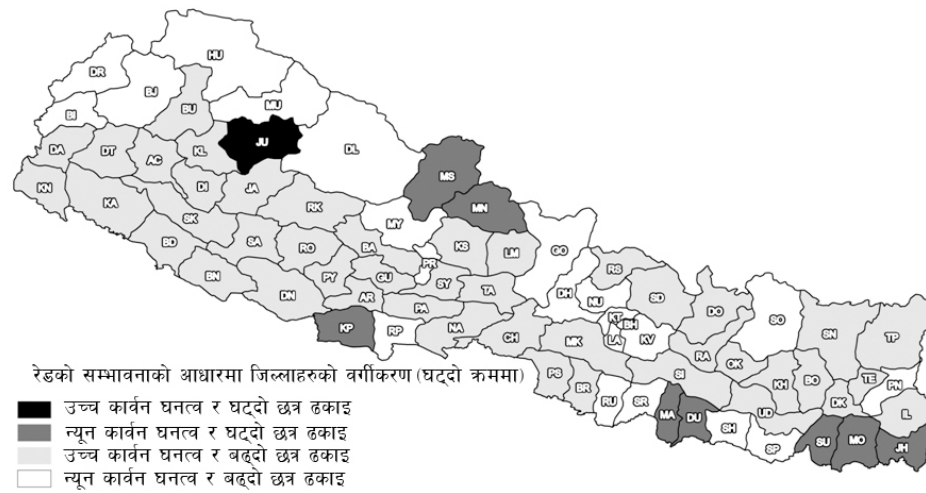 HU
DR
BJ
BU
MU
BI
JU
DL
DA
DT
AC
KL
MS
KN
KA
DI
JA
RK
MN
SK
MY
BD
SA
RO
BA
KS
LM
GO
BN
PY
GU
PR
SY
TA
RS
DN
AR
DH
NU
SD
DO
SO
PA
KP
RP
NA
CH
MK
KT
BH
LA
KV
SN
TP
RA
OK
PS
BR
SI
KH
BO
TE
PN
RU
SR
MA
DU
SH
UD
DK
IL
SP
SU
MO
JH
रेडको सम्भावनाको आधारमा जिल्लाहरुको वर्गीकरण (घट्दो क्रममा)
उच्च कार्वन घनत्व र घट्दो छत्र ढकाइ
न्यून कार्वन घनत्व र घट्दो छत्र ढकाइ
उच्च कार्वन घनत्व र बढ्दो छत्र ढकाइ
न्यून कार्वन घनत्व र बढ्दो छत्र ढकाइ